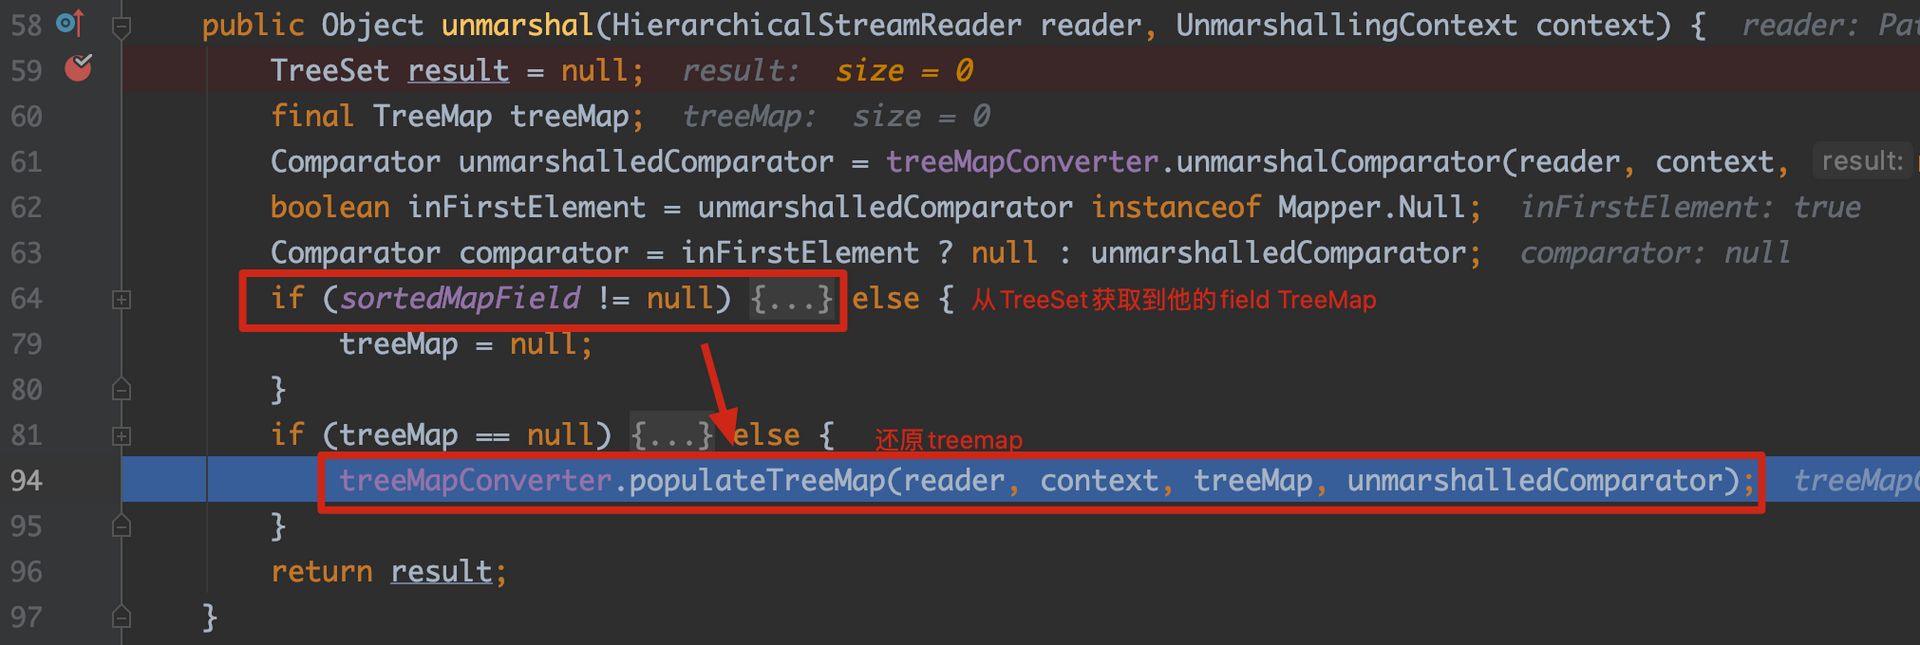 58 public Object unmarshal(HierarchicalStreamReader reader, UnmarshallingContext context) { reader: Pat
59 TreeSet result = null; result: size = 0
60 final TreeMap treeMap; treeMap: size = 0
61 Comparator unmarshalledComparator = treeMapConverter.unmarshalComparator(reader, context, result:
62 boolean inFirstElement = unmarshalledComparator instanceof Mapper.Null; inFirstElement: true
63 Comparator comparator = inFirstElement ? null : unmarshalledComparator; comparator: null
64 if (sortedMapField != null) {...} else { 从TreeSet获取到他的field TreeMap
79 treeMap = null;
80 }
81 if (treeMap == null) {...} else { 还原treemap
94 treeMapConverter.populateTreeMap(reader, context, treeMap, unmarshalledComparator); treeMapC
95 }
96 return result;
97 }